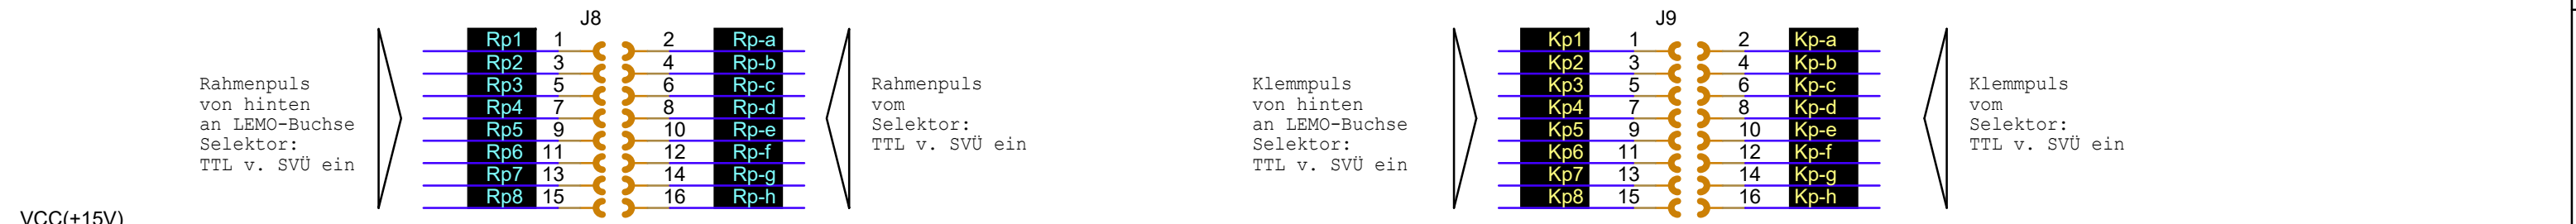 J8
Rp1 1 2 Rp-a
Rp2 3 4 Rp-b
Rp3 5 6 Rp-c
Rp4 7 8 Rp-d
Rp5 9 10 Rp-e
Rp6 11 12 Rp-f
Rp7 13 14 Rp-g
Rp8 15 16 Rp-h
Rahmenpuls
von hinten
an LEMO-Buchse
Selektor:
TTL v. SVÜ ein
Rahmenpuls
vom
Selektor:
TTL v. SVÜ ein
J9
Kp1 1 2 Kp-a
Kp2 3 4 Kp-b
Kp3 5 6 Kp-c
Kp4 7 8 Kp-d
Kp5 9 10 Kp-e
Kp6 11 12 Kp-f
Kp7 13 14 Kp-g
Kp8 15 16 Kp-h
Klemmpuls
von hinten
an LEMO-Buchse
Selektor:
TTL v. SVÜ ein
Klemmpuls
vom
Selektor:
TTL v. SVÜ ein
VCC(+15V)